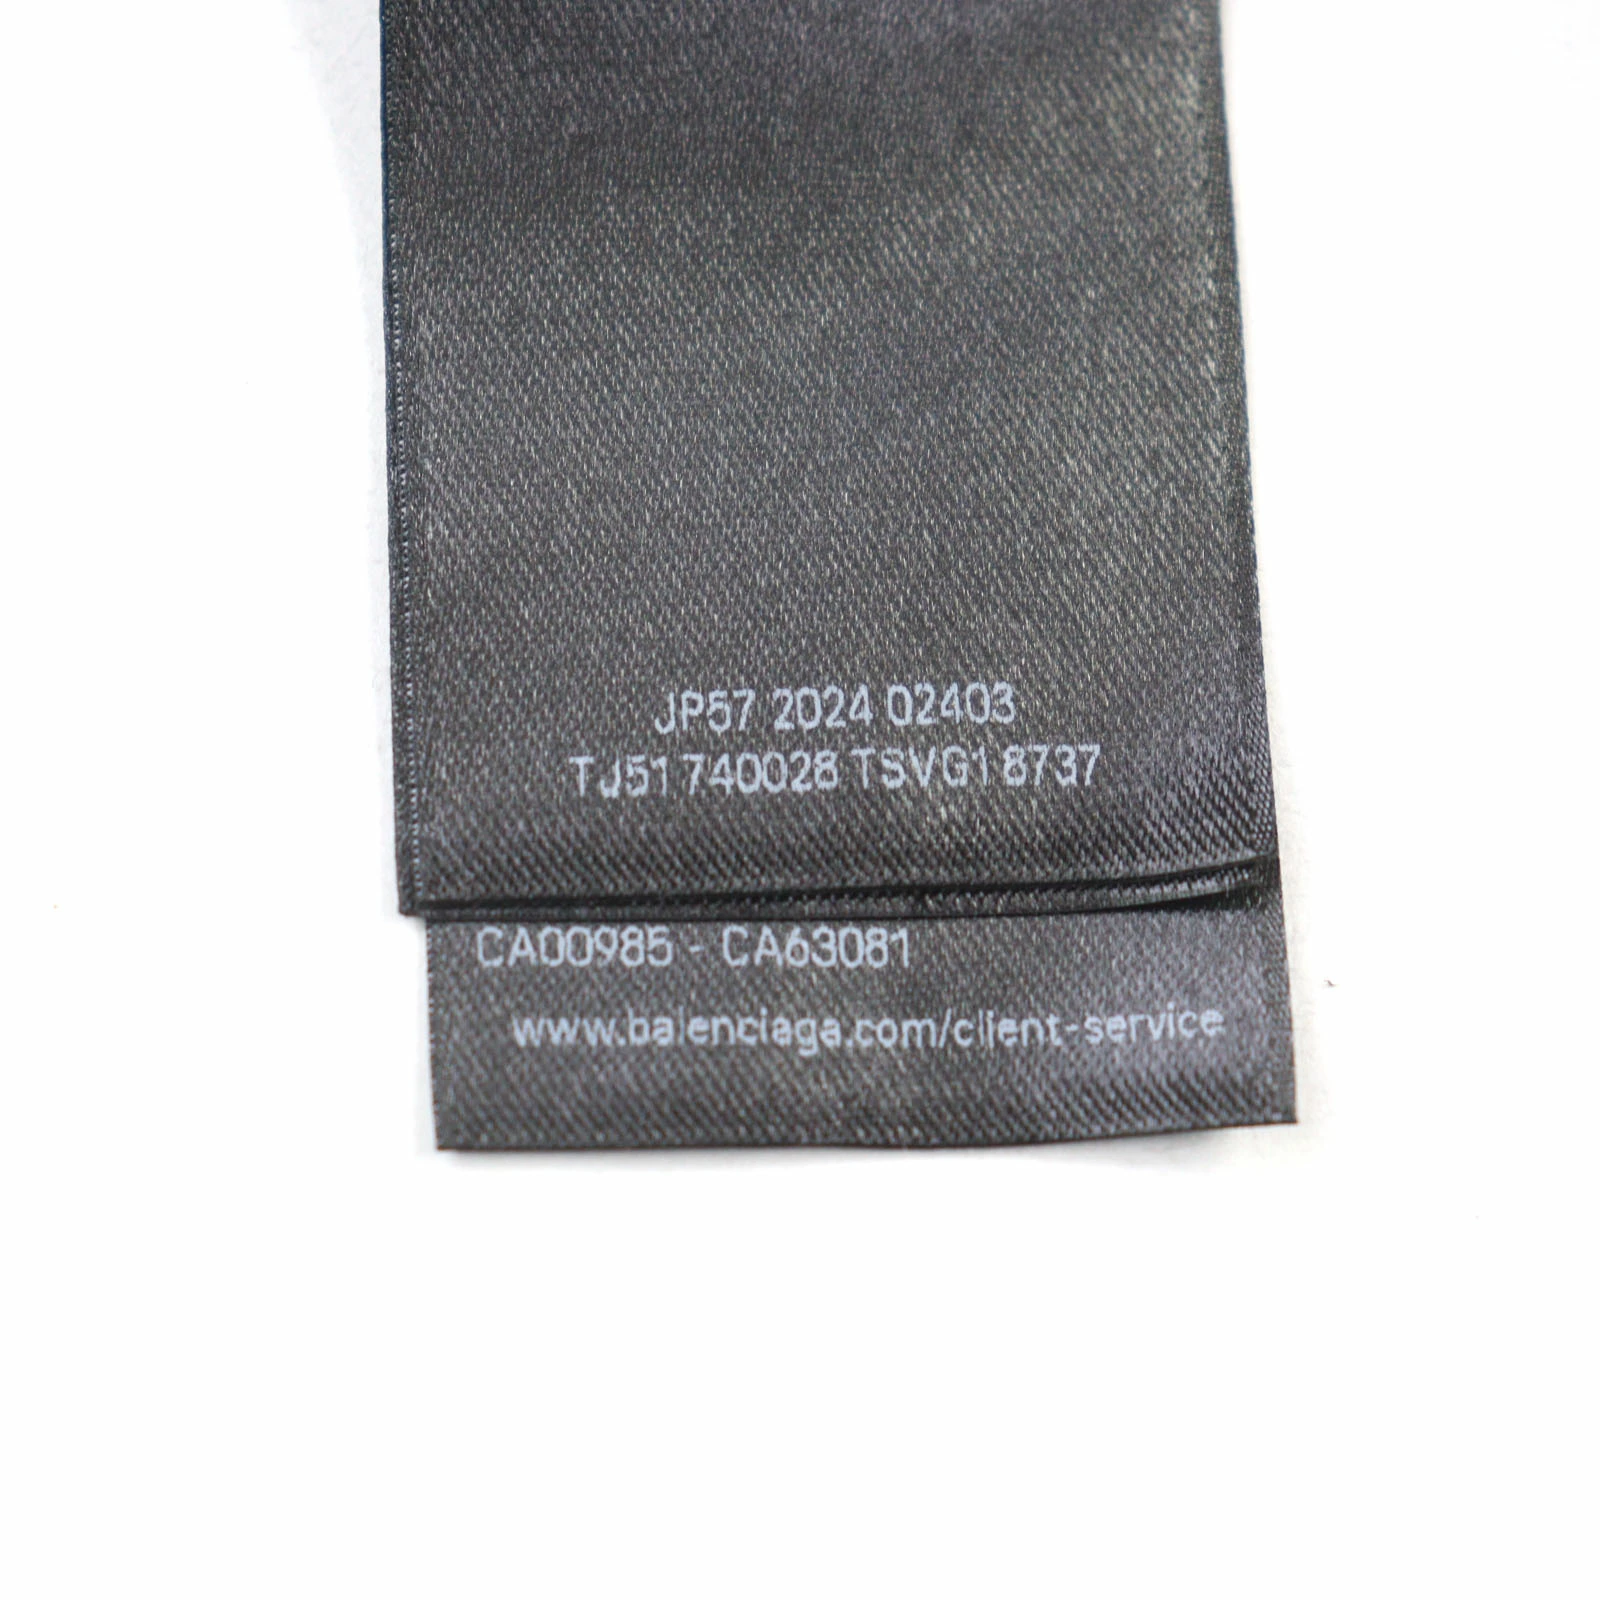 JP57 2024 02403
TJ51 740028 TSVG1 8737
CA00985 - CA63081
www.balenciaga.com/client-service